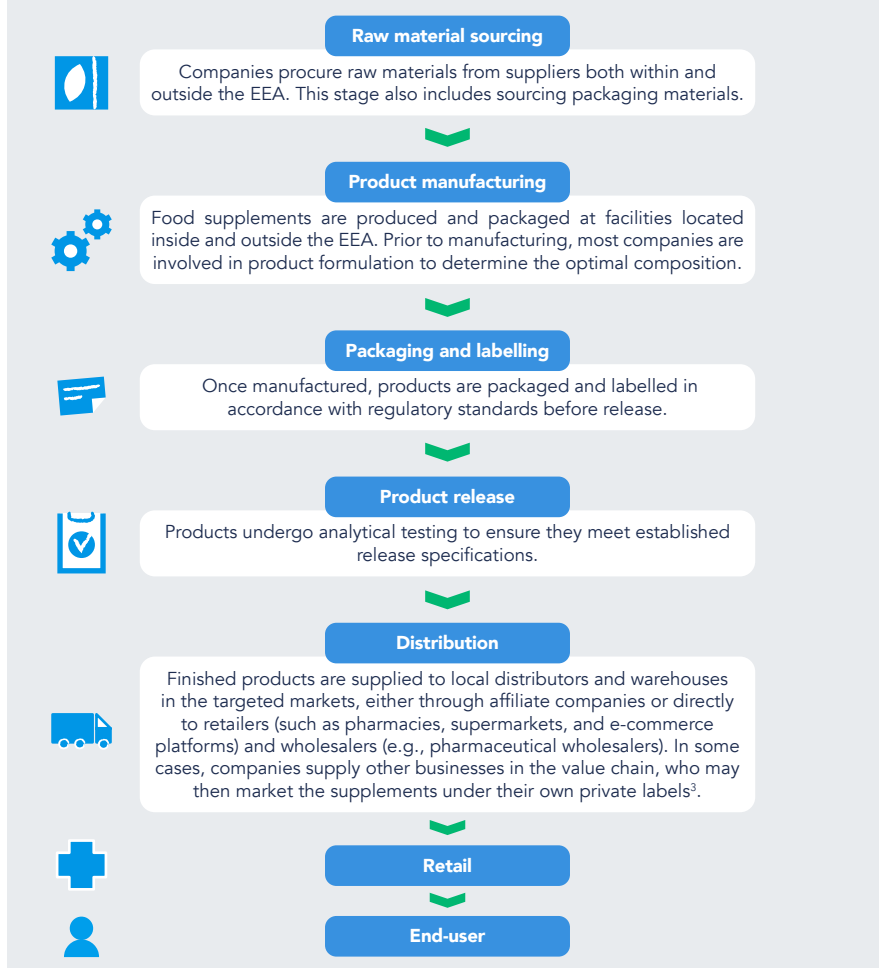 Raw material sourcing
Companies procure raw materials from suppliers both within and
outside the EEA. This stage also includes sourcing packaging materials.
Product manufacturing
Food supplements are produced and packaged at facilities located
inside and outside the EEA. Prior to manufacturing, most companies are
involved in product formulation to determine the optimal composition.
Packaging and labelling
Once manufactured, products are packaged and labelled in
accordance with regulatory standards before release.
Product release
Products undergo analytical testing to ensure they meet established
release specifications.
Distribution
Finished products are supplied to local distributors and warehouses
in the targeted markets, either through affiliate companies or directly
to retailers (such as pharmacies, supermarkets, and e-commerce
platforms) and wholesalers (e.g., pharmaceutical wholesalers). In some
cases, companies supply other businesses in the value chain, who may
then market the supplements under their own private labels³.
Retail
End-user